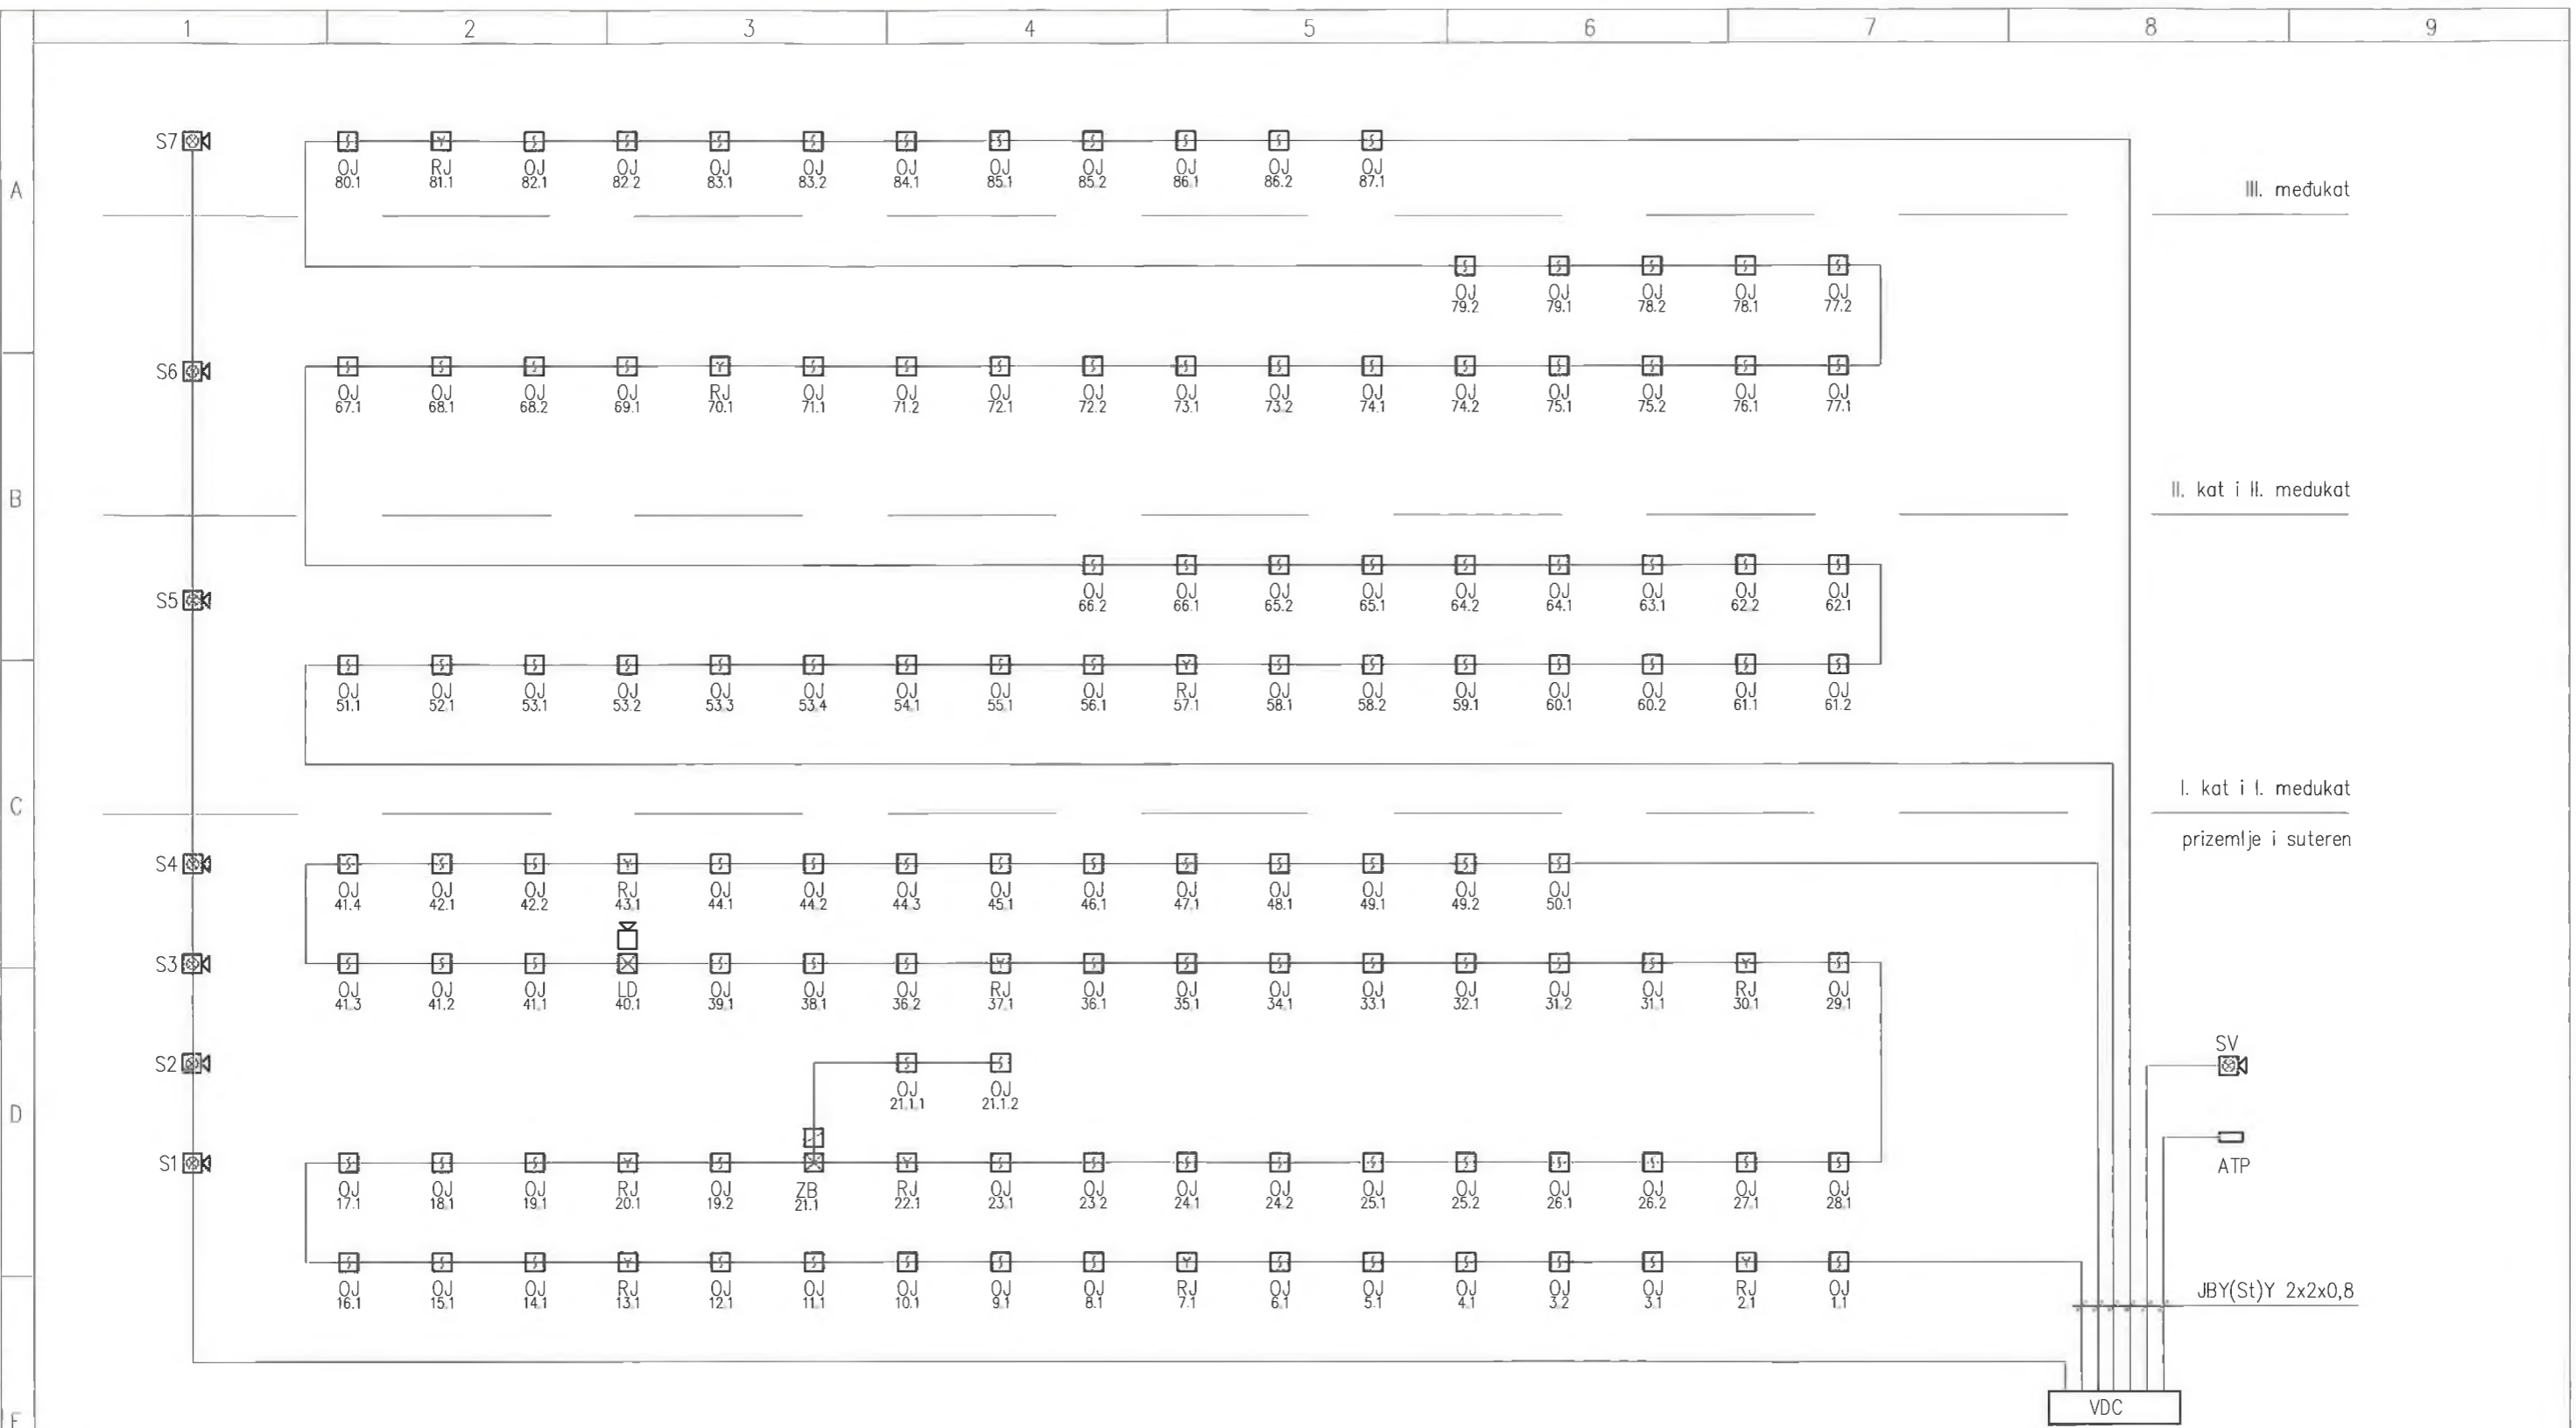 1 2 3 4 5 6 7 8 9
A
S7
OJ RJ OJ OJ OJ OJ OJ OJ OJ OJ OJ OJ
80.1 81.1 82.1 82.2 83.1 83.2 84.1 85.1 85.2 86.1 86.2 87.1
III. međukat
OJ OJ OJ OJ OJ
79.2 79.1 78.2 78.1 77.2
S6
OJ OJ OJ OJ RJ OJ OJ OJ OJ OJ OJ OJ OJ OJ OJ OJ OJ
67.1 68.1 68.2 69.1 70.1 71.1 71.2 72.1 72.2 73.1 73.2 74.1 74.2 75.1 75.2 76.1 77.1
B
II. kat i II. medukat
S5
OJ OJ OJ OJ OJ OJ OJ OJ OJ
66.2 66.1 65.2 65.1 64.2 64.1 63.1 62.2 62.1
OJ OJ OJ OJ OJ OJ OJ OJ OJ RJ OJ OJ OJ OJ OJ OJ OJ
51.1 52.1 53.1 53.2 53.3 53.4 54.1 55.1 56.1 57.1 58.1 58.2 59.1 60.1 60.2 61.1 61.2
C
I. kat i I. medukat
prizemlje i suteren
S4
OJ OJ OJ RJ OJ OJ OJ OJ OJ OJ OJ OJ OJ OJ
41.4 42.1 42.2 43.1 44.1 44.2 44.3 45.1 46.1 47.1 48.1 49.1 49.2 50.1
S3
OJ OJ OJ LD OJ OJ OJ RJ OJ OJ OJ OJ OJ OJ OJ RJ OJ
41.3 41.2 41.1 40.1 39.1 38.1 36.2 37.1 36.1 35.1 34.1 33.1 32.1 31.2 31.1 30.1 29.1
SV
S2
OJ OJ
21.1.1 21.1.2
D
S1
ATP
OJ OJ OJ RJ OJ ZB RJ OJ OJ OJ OJ OJ OJ OJ OJ OJ OJ
17.1 18.1 19.1 20.1 19.2 21.1 22.1 23.1 23.2 24.1 24.2 25.1 25.2 26.1 26.2 27.1 28.1
OJ OJ OJ RJ OJ OJ OJ OJ OJ RJ OJ OJ OJ OJ OJ RJ OJ
16.1 15.1 14.1 13.1 12.1 11.1 10.1 9.1 8.1 7.1 6.1 5.1 4.1 3.2 3.1 2.1 1.1
JBY(St)Y 2x2x0,8
VDC